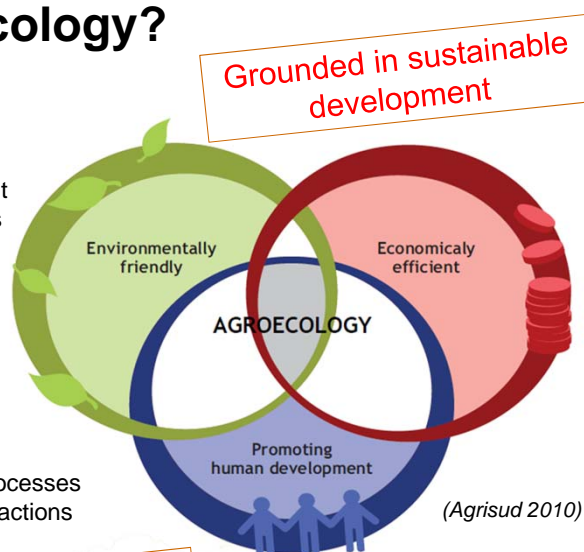 cology?
Grounded in sustainable
development
t
s
Environmentally
friendly
Economicaly
efficient
AGROECOLOGY
Promoting
human development
ocesses
actions
(Agrisud 2010)